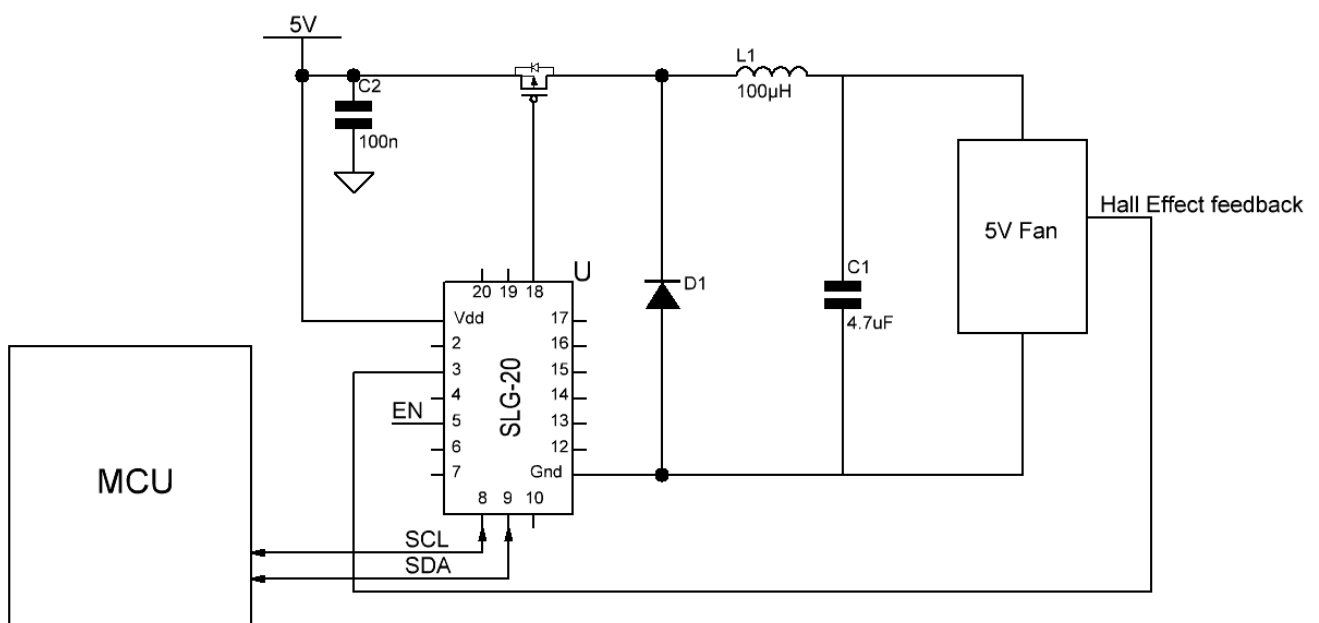 5V
C2
100n
L1
100µH
5V Fan
Hall Effect feedback
D1
C1
4.7uF
U
20 19 18
Vdd
2
3
4
5
6
7
17
16
15
14
13
12
Gnd
8 9 10
SLG-20
EN
MCU
SCL
SDA